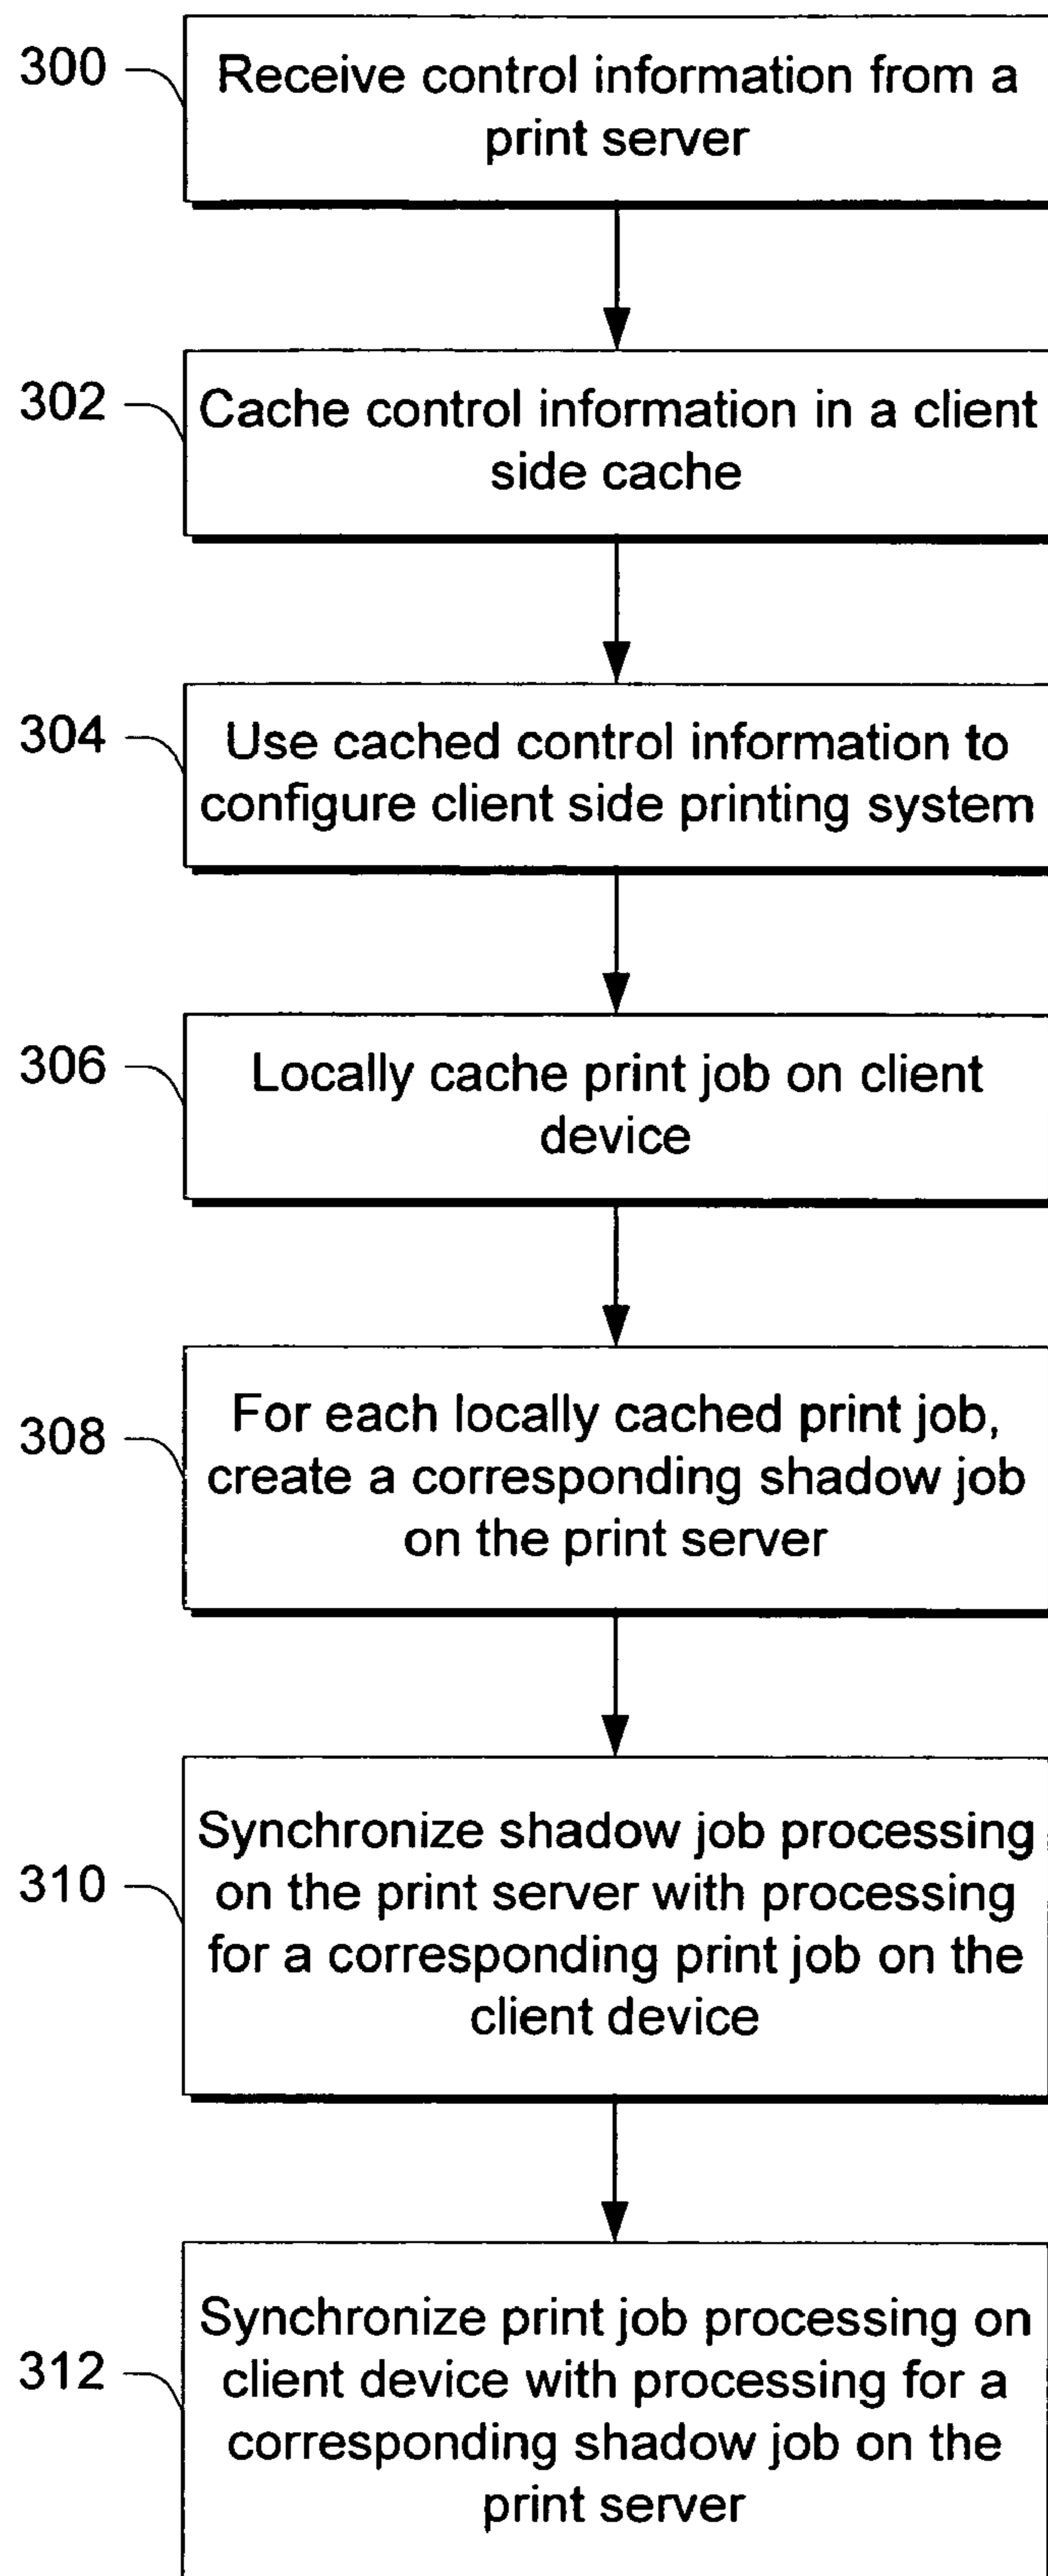 300
Receive control information from a
print server
302
Cache control information in a client
side cache
304
Use cached control information to
configure client side printing system
306
Locally cache print job on client
device
308
For each locally cached print job,
create a corresponding shadow job
on the print server
310
Synchronize shadow job processing
on the print server with processing
for a corresponding print job on the
client device
312
Synchronize print job processing on
client device with processing for a
corresponding shadow job on the
print server